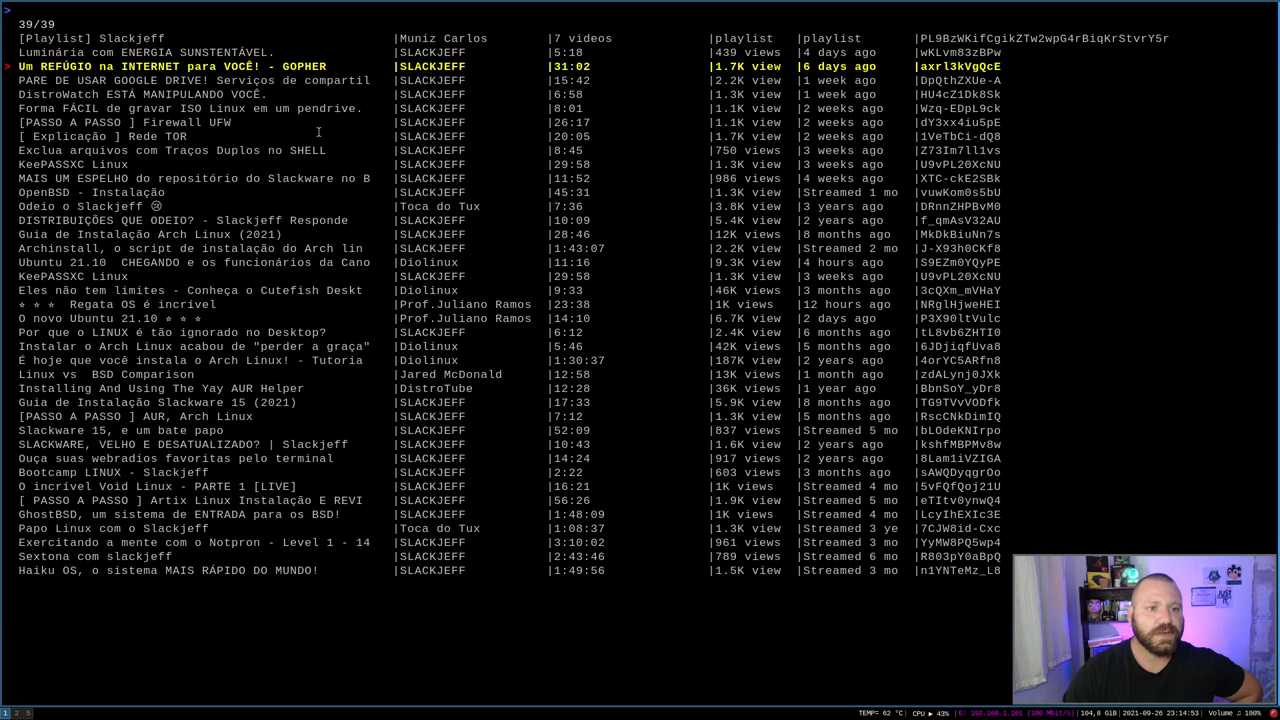 >
39/39
[Playlist] Slackjeff |Muniz Carlos |7 videos |playlist |playlist |PL9BzWKifCgikZTw2wpG4rBiqKrStvrY5r
Luminária com ENERGIA SUNSTENTÁVEL. |SLACKJEFF |5:18 |439 views |4 days ago |wKLvm83zBPw
> Um REFÚGIO na INTERNET para VOCÊ! - GOPHER |SLACKJEFF |31:02 |1.7K view |6 days ago |axrl3kVgQcE
PARE DE USAR GOOGLE DRIVE! Serviços de compartil |SLACKJEFF |15:42 |2.2K view |1 week ago |DpQthZXUe-A
DistroWatch ESTÁ MANIPULANDO VOCÊ. |SLACKJEFF |6:58 |1.3K view |1 week ago |HU4cZ1Dk8Sk
Forma FÁCIL de gravar ISO Linux em um pendrive. |SLACKJEFF |8:01 |1.1K view |2 weeks ago |Wzq-EDpL9ck
[PASSO A PASSO ] Firewall UFW |SLACKJEFF |26:17 |1.1K view |2 weeks ago |dY3xx4iu5pE
[ Explicação ] Rede TOR |SLACKJEFF |20:05 |1.7K view |2 weeks ago |1VeTbCi-dQ8
Exclua arquivos com Traços Duplos no SHELL |SLACKJEFF |8:45 |750 views |3 weeks ago |Z73Im7ll1vs
KeePASSXC Linux |SLACKJEFF |29:58 |1.3K view |3 weeks ago |U9vPL20XcNU
MAIS UM ESPELHO do repositório do Slackware no B |SLACKJEFF |11:52 |986 views |4 weeks ago |XTC-ckE2SBk
OpenBSD - Instalação |SLACKJEFF |45:31 |1.3K view |Streamed 1 mo |vuwKom0s5bU
Odeio o Slackjeff 😢 |Toca do Tux |7:36 |3.8K view |3 years ago |DRnnZHPBvM0
DISTRIBUIÇÕES QUE ODEIO? - Slackjeff Responde |SLACKJEFF |10:09 |5.4K view |2 years ago |f_qmAsV32AU
Guia de Instalação Arch Linux (2021) |SLACKJEFF |28:46 |12K view |8 months ago |MkDkBiuNn7s
Archinstall, o script de instalação do Arch lin |SLACKJEFF |1:43:07 |2.2K view |Streamed 2 mo |J-X93h0CKf8
Ubuntu 21.10  CHEGANDO e os funcionários da Cano |Diolinux |11:16 |9.3K view |4 hours ago |S9EZm0YQyPE
KeePASSXC Linux |SLACKJEFF |29:58 |1.3K view |3 weeks ago |U9vPL20XcNU
Eles não tem limites - Conheça o Cutefish Deskt |Diolinux |9:33 |46K view |3 months ago |3cQXm_mVHaY
☆ ☆ ☆  Regata OS é incrível |Prof.Juliano Ramos |23:38 |1K view |12 hours ago |NRglHjweHEI
O novo Ubuntu 21.10 ☆ ☆ ☆ |Prof.Juliano Ramos |14:10 |6.7K view |2 days ago |P3X90ltVulc
Por que o LINUX é tão ignorado no Desktop? |SLACKJEFF |6:12 |2.4K view |6 months ago |tL8vb6ZHTI0
Instalar o Arch Linux acabou de "perder a graça" |Diolinux |5:46 |42K view |5 months ago |6JDjiqfUva8
É hoje que você instala o Arch Linux! - Tutoria |Diolinux |1:30:37 |187K view |2 years ago |4orYC5ARfn8
Linux vs  BSD Comparison |Jared McDonald |12:58 |13K view |1 month ago |zdALynj0JXk
Installing And Using The Yay AUR Helper |DistroTube |12:28 |36K view |1 year ago |BbnSoY_yDr8
Guia de Instalação Slackware 15 (2021) |SLACKJEFF |17:33 |5.9K view |8 months ago |TG9TVvVODfk
[PASSO A PASSO ] AUR, Arch Linux |SLACKJEFF |7:12 |1.3K view |5 months ago |RscCNkDimIQ
Slackware 15, e um bate papo |SLACKJEFF |52:09 |837 views |Streamed 5 mo |bLOdeKNIrpo
SLACKWARE, VELHO E DESATUALIZADO? | Slackjeff |SLACKJEFF |10:43 |1.6K view |2 years ago |kshfMBPMv8w
Ouça suas webradios favoritas pelo terminal |SLACKJEFF |14:24 |917 views |2 years ago |8Lam1iVZIGA
Bootcamp LINUX - Slackjeff |SLACKJEFF |2:22 |603 views |3 months ago |sAWQDyqgrOo
O incrível Void Linux - PARTE 1 [LIVE] |SLACKJEFF |16:21 |1K views |Streamed 4 mo |5vFQfQoj21U
[ PASSO A PASSO ] Artix Linux Instalação E REVI |SLACKJEFF |56:26 |1.9K view |Streamed 5 mo |eTItv0ynwQ4
GhostBSD, um sistema de ENTRADA para os BSD! |SLACKJEFF |1:48:09 |1K views |Streamed 4 mo |LcyIhEXIc3E
Papo Linux com o Slackjeff |Toca do Tux |1:08:37 |1.3K view |Streamed 3 ye |7CJW8id-Cxc
Exercitando a mente com o Notpron - Level 1 - 14 |SLACKJEFF |3:10:02 |961 views |Streamed 3 mo |YyMW8PQ5wp4
Sextona com slackjeff |SLACKJEFF |2:43:46 |789 views |Streamed 6 mo |R803pY0aBpQ
Haiku OS, o sistema MAIS RÁPIDO DO MUNDO! |SLACKJEFF |1:49:56 |1.5K view |Streamed 3 mo |n1YNTeMz_L8
JUST
1 2 5 TEMP= 62 °C| CPU ▶ 43% |E: 192.168.1.101 (100 Mbit/s)|104,8 GiB|2021-09-26 23:14:53|Volume ♫ 100%